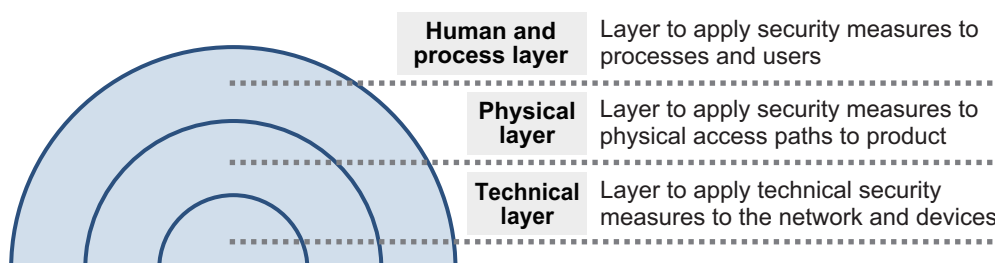 Human and
process layer
Layer to apply security measures to
processes and users
Physical
layer
Layer to apply security measures to
physical access paths to product
Technical
layer
Layer to apply technical security
measures to the network and devices